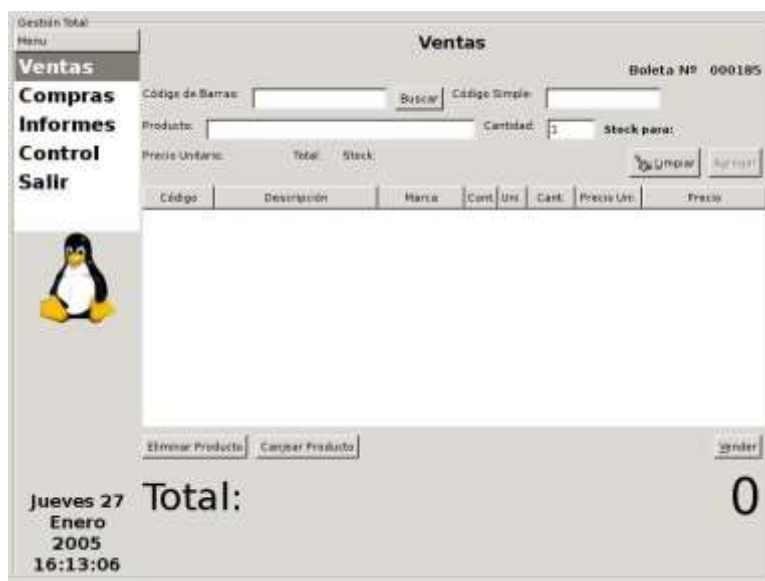 Gestión Total
Menu
Ventas
Compras
Informes
Control
Salir
Ventas
Boleta Nº 000185
Código de Barras: Buscar Código Simple:
Producto: Cantidad: 1 Stock para:
Precio Unitario: Total: Stock: Limpiar Agregar
Código Descripción Marca Cont. Uni. Cant. Precio Uni. Precio
Eliminar Producto Canjear Producto Vender
Total: 0
Jueves 27
Enero
2005
16:13:06